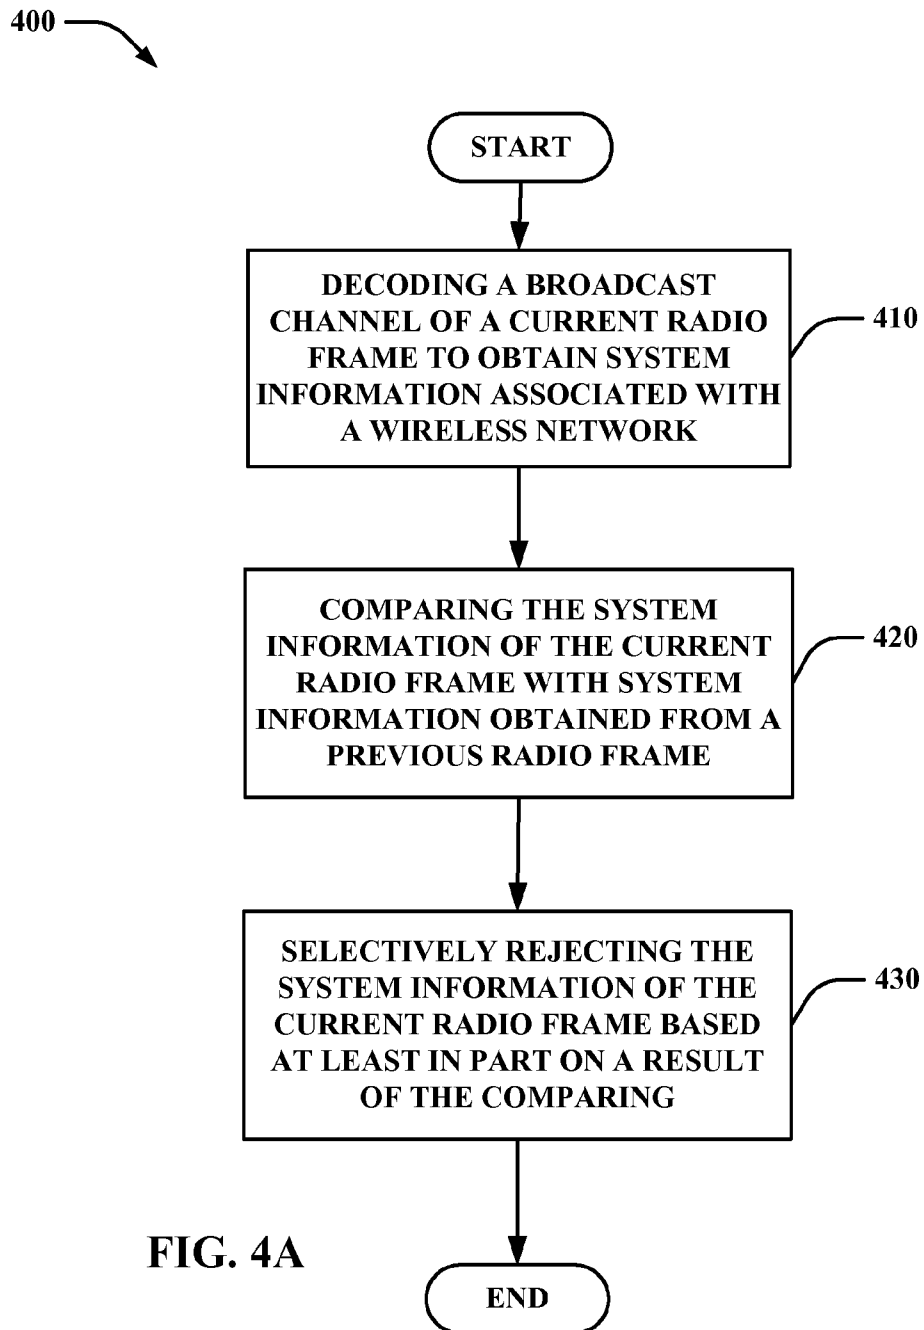 400
START
DECODING A BROADCAST
CHANNEL OF A CURRENT RADIO
FRAME TO OBTAIN SYSTEM
INFORMATION ASSOCIATED WITH
A WIRELESS NETWORK
410
COMPARING THE SYSTEM
INFORMATION OF THE CURRENT
RADIO FRAME WITH SYSTEM
INFORMATION OBTAINED FROM A
PREVIOUS RADIO FRAME
420
SELECTIVELY REJECTING THE
SYSTEM INFORMATION OF THE
CURRENT RADIO FRAME BASED
AT LEAST IN PART ON A RESULT
OF THE COMPARING
430
FIG. 4A
END